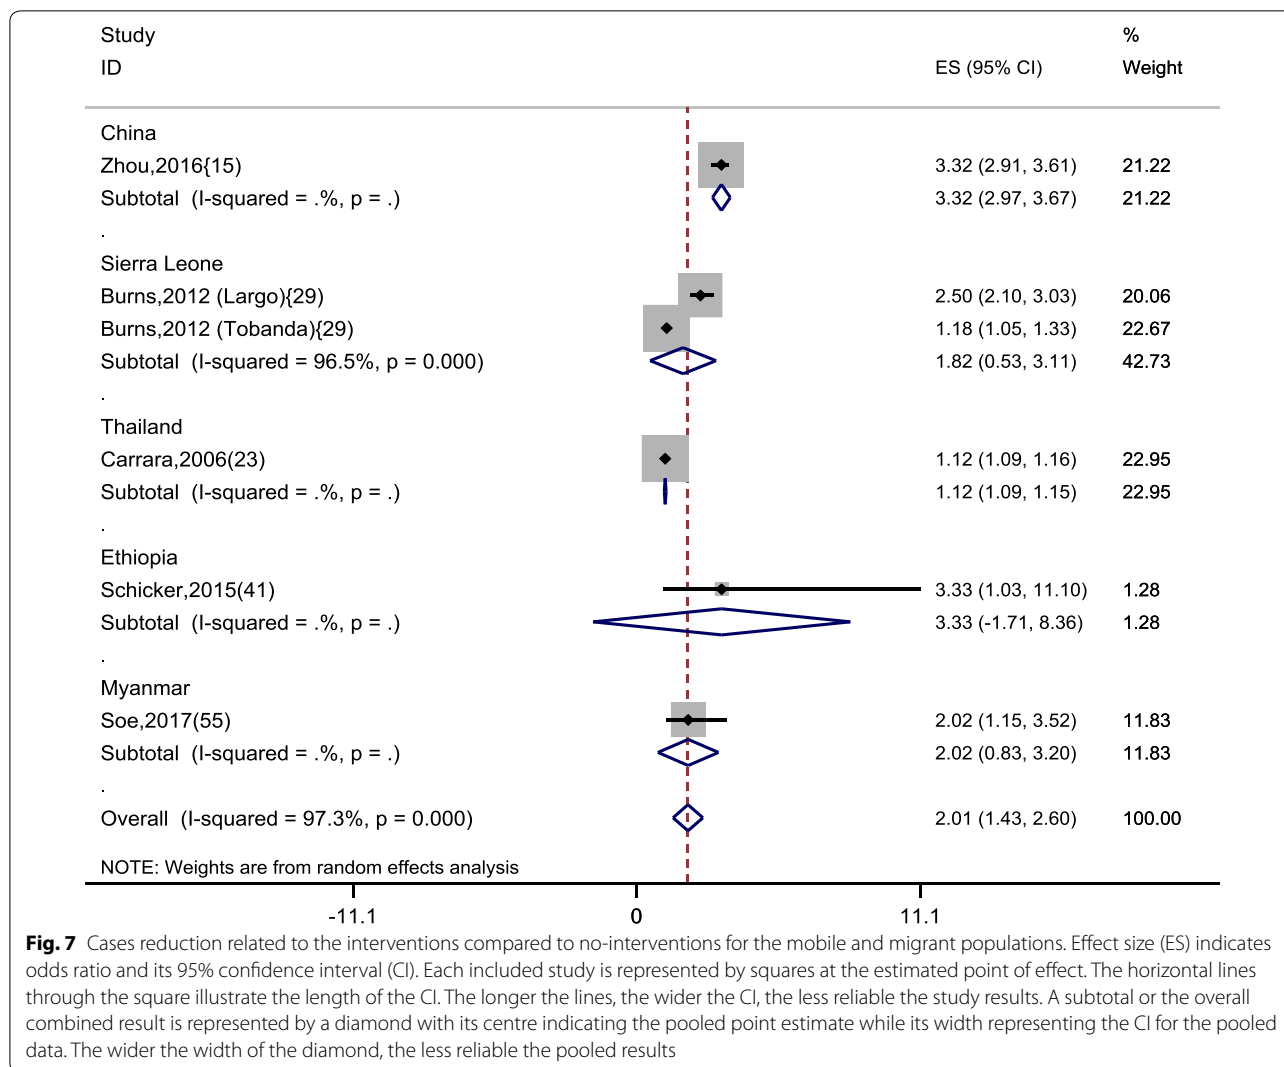 Study %
ID ES (95% CI) Weight
China
Zhou,2016{15) 3.32 (2.91, 3.61) 21.22
Subtotal (I-squared = .%, p = .) 3.32 (2.97, 3.67) 21.22
.
Sierra Leone
Burns,2012 (Largo){29) 2.50 (2.10, 3.03) 20.06
Burns,2012 (Tobanda){29) 1.18 (1.05, 1.33) 22.67
Subtotal (I-squared = 96.5%, p = 0.000) 1.82 (0.53, 3.11) 42.73
.
Thailand
Carrara,2006(23) 1.12 (1.09, 1.16) 22.95
Subtotal (I-squared = .%, p = .) 1.12 (1.09, 1.15) 22.95
.
Ethiopia
Schicker,2015(41) 3.33 (1.03, 11.10) 1.28
Subtotal (I-squared = .%, p = .) 3.33 (-1.71, 8.36) 1.28
.
Myanmar
Soe,2017(55) 2.02 (1.15, 3.52) 11.83
Subtotal (I-squared = .%, p = .) 2.02 (0.83, 3.20) 11.83
.
Overall (I-squared = 97.3%, p = 0.000) 2.01 (1.43, 2.60) 100.00
NOTE: Weights are from random effects analysis
-11.1 0 11.1
Fig. 7 Cases reduction related to the interventions compared to no-interventions for the mobile and migrant populations. Effect size (ES) indicates
odds ratio and its 95% confidence interval (CI). Each included study is represented by squares at the estimated point of effect. The horizontal lines
through the square illustrate the length of the CI. The longer the lines, the wider the CI, the less reliable the study results. A subtotal or the overall
combined result is represented by a diamond with its centre indicating the pooled point estimate while its width representing the CI for the pooled
data. The wider the width of the diamond, the less reliable the pooled results